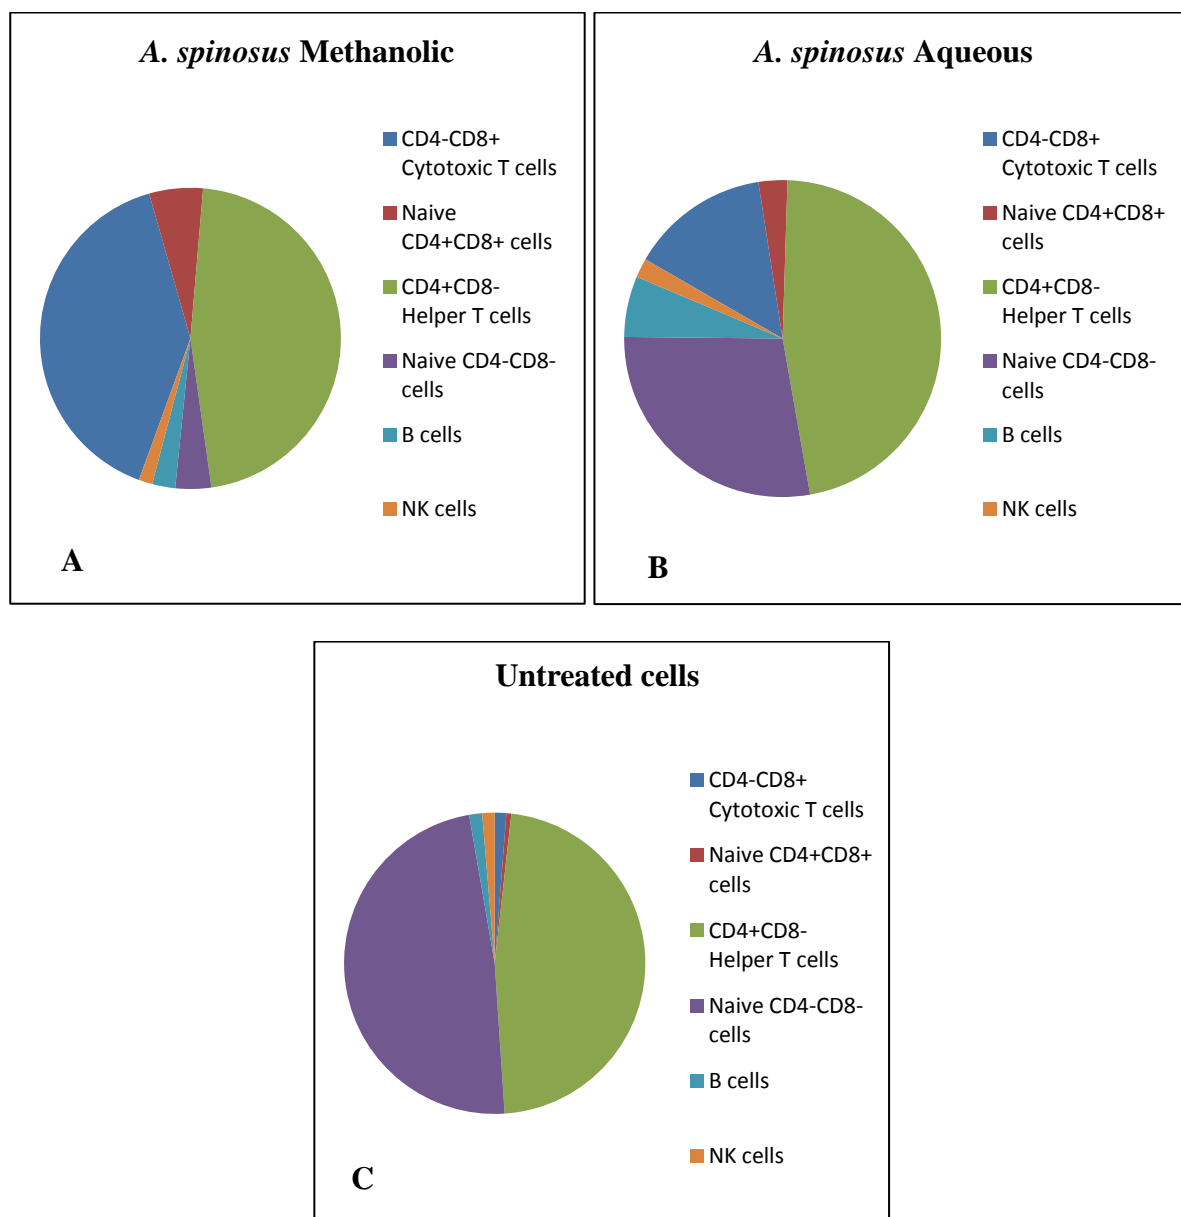 A. spinosus Methanolic
CD4-CD8+
Cytotoxic T cells
Naive
CD4+CD8+ cells
CD4+CD8-
Helper T cells
Naive CD4-CD8-
cells
B cells
NK cells
A
A. spinosus Aqueous
CD4-CD8+
Cytotoxic T cells
Naive CD4+CD8+
cells
CD4+CD8-
Helper T cells
Naive CD4-CD8-
cells
B cells
NK cells
B
Untreated cells
CD4-CD8+
Cytotoxic T cells
Naive CD4+CD8+
cells
CD4+CD8-
Helper T cells
Naive CD4-CD8-
cells
B cells
NK cells
C